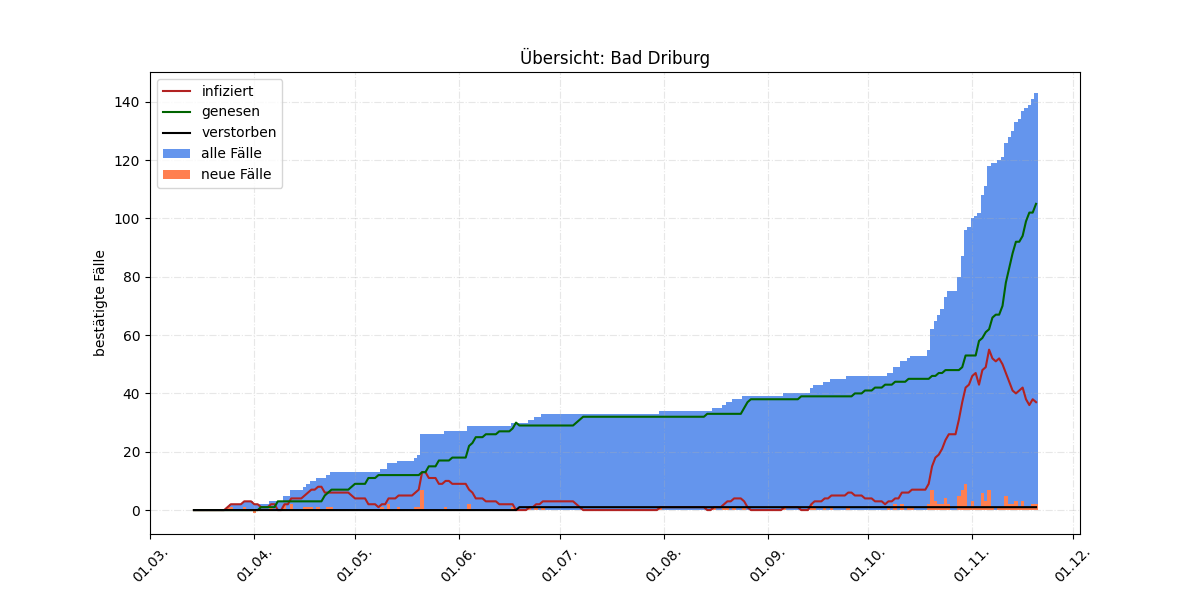 Übersicht: Bad Driburg
infiziert
genesen
verstorben
alle Fälle
neue Fälle
bestätigte Fälle
140
120
100
80
60
40
20
0
01.03.
01.04.
01.05.
01.06.
01.07.
01.08.
01.09.
01.10.
01.11.
01.12.